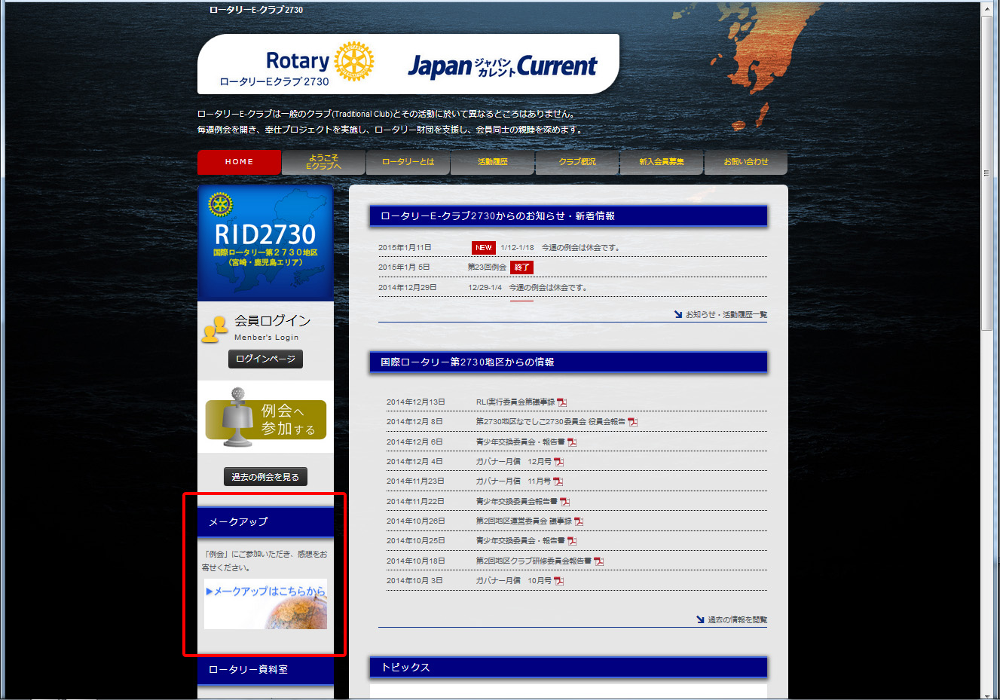 ロータリーE-クラブ2730
Rotary
ロータリーEクラブ2730
Japan ジャパンカレント Current
ロータリーE-クラブは一般のクラブ(Traditional Club)とその活動に於いて異なるところはありません。
毎週例会を開き、奉仕プロジェクトを実施し、ロータリー財団を支援し、会員同士の親睦を深めます。
HOME
ようこそ
Eクラブへ
ロータリーとは
活動履歴
クラブ概況
新入会員募集
お問い合わせ
RID2730
国際ロータリー第2730地区
(宮崎・鹿児島エリア)
会員ログイン
Menber's Login
ログインページ
例会へ
参加する
過去の例会を見る
メークアップ
「例会」にご参加いただき、感想をお
寄せください。
▶メークアップはこちらから
ロータリー資料室
ロータリーE-クラブ2730からのお知らせ・新着情報
2015年1月11日 NEW 1/12-1/18 今週の例会は休会です。
2015年1月 5日 第23回例会 終了
2014年12月29日 12/29-1/4 今週の例会は休会です。
お知らせ・活動履歴一覧
国際ロータリー第2730地区からの情報
2014年12月13日 RLI実行委員会第議事録
2014年12月 8日 第2730地区なでしこ2730委員会 役員会報告
2014年12月 6日 青少年交換委員会・報告書
2014年12月 4日 ガバナー月信 12月号
2014年11月23日 ガバナー月信 11月号
2014年11月22日 青少年交換委員会報告書
2014年10月26日 第2回地区運営委員会 議事録
2014年10月25日 青少年交換委員会・報告書
2014年10月18日 第2回地区クラブ研修委員会報告書
2014年10月 3日 ガバナー月信 10月号
過去の情報を閲覧
トピックス